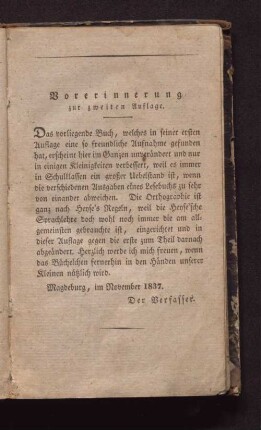 Vorerinnerung
zur zweiten Auflage.
Das vorliegende Buch, welches in seiner ersten
Auflage eine so freundliche Aufnahme gefunden
hat, erscheint hier im Ganzen unverändert und nur
in einigen Kleinigkeiten verbessert, weil es immer
in Schulklassen ein großer Uebelstand ist, wenn
die verschiedenen Ausgaben eines Lesebuchs zu sehr
von einander abweichen. Die Orthographie ist
ganz nach Heyse's Regeln, weil die Heyse'sche
Sprachlehre doch wohl noch immer die am all-
gemeinsten gebrauchte ist, eingerichtet und in
dieser Auflage gegen die erste zum Theil darnach
abgeändert. Herzlich werde ich mich freuen, wenn
das Büchelchen fernerhin in den Händen unserer
Kleinen nützlich wird.
Magdeburg, im November 1837.
Der Verfasser.